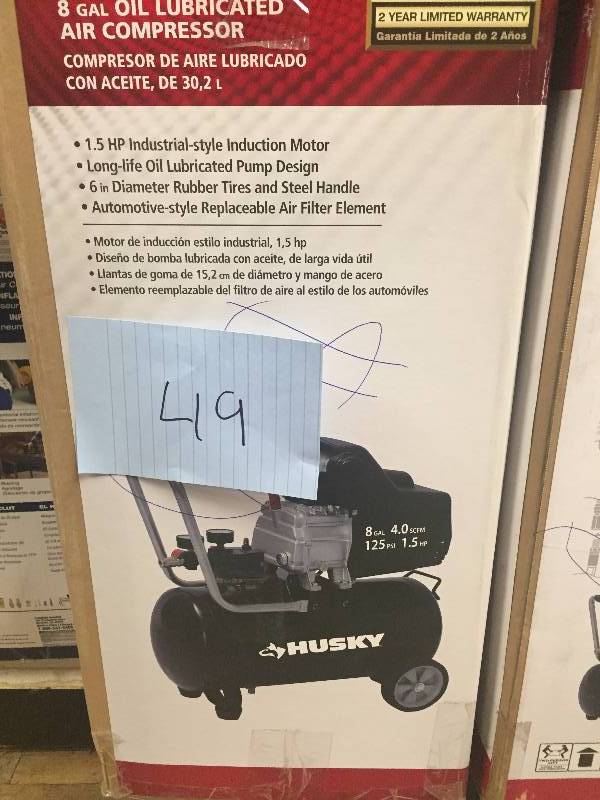 8 GAL OIL LUBRICATED
AIR COMPRESSOR
COMPRESOR DE AIRE LUBRICADO
CON ACEITE, DE 30,2 L
2 YEAR LIMITED WARRANTY
Garantía Limitada de 2 Años
• 1.5 HP Industrial-style Induction Motor
• Long-life Oil Lubricated Pump Design
• 6 in Diameter Rubber Tires and Steel Handle
• Automotive-style Replaceable Air Filter Element
• Motor de inducción estilo industrial, 1,5 hp
• Diseño de bomba lubricada con aceite, de larga vida útil
• Llantas de goma de 15,2 cm de diámetro y mango de acero
• Elemento reemplazable del filtro de aire al estilo de los automóviles
419
8 GAL 4.0 SCFM
125 PSI 1.5 HP
HUSKY